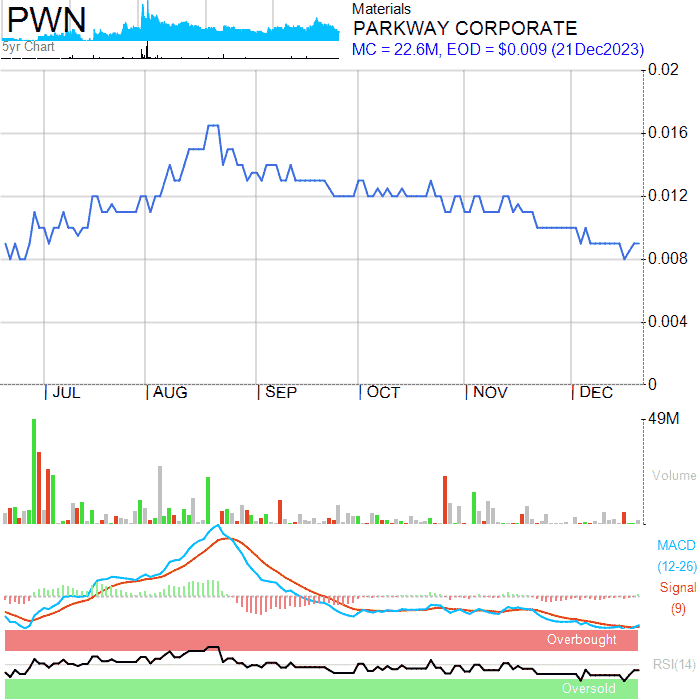 PWN
5yr Chart
Materials
PARKWAY CORPORATE
MC = 22.6M, EOD = $0.009 (21Dec2023)
0.02
0.016
0.012
0.008
0.004
0
JUL AUG SEP OCT NOV DEC
49M
Volume
MACD
(12-26)
Signal
(9)
Overbought
RSI(14)
Oversold